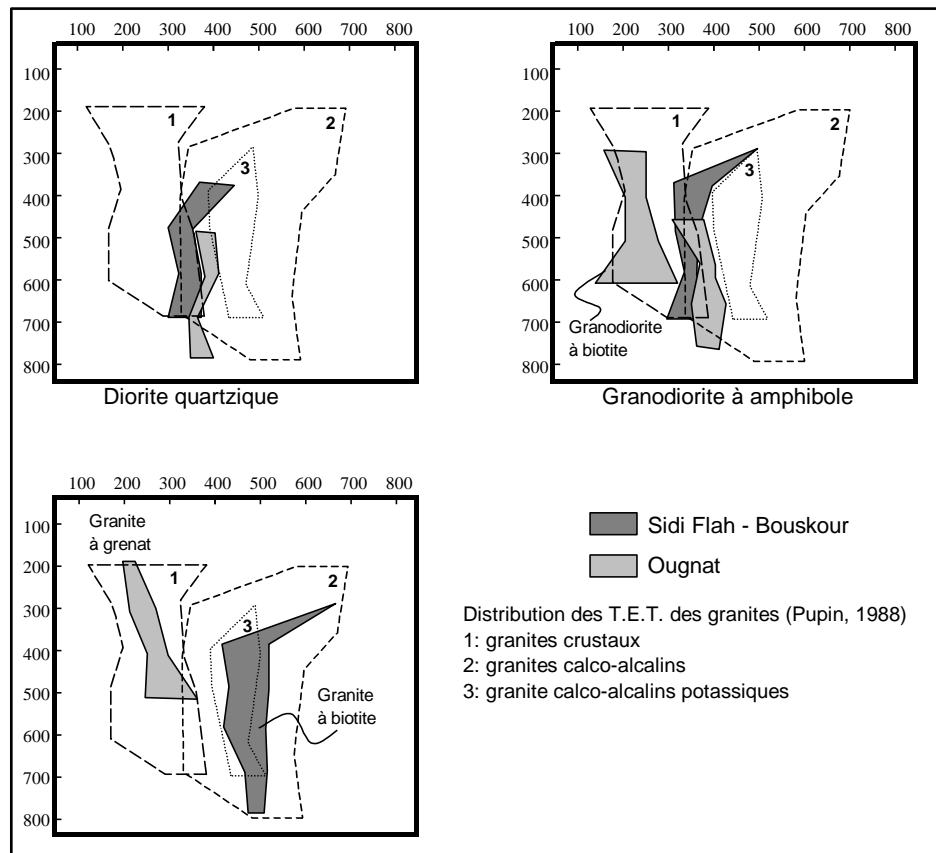 100 200 300 400 500 600 700 800
100
200
300
400
500
600
700
800
1
2
3
Diorite quartzique
100 200 300 400 500 600 700 800
100
200
300
400
500
600
700
800
1
2
3
Granodiorite
à biotite
Granodiorite à amphibole
100 200 300 400 500 600 700 800
100
200
300
400
500
600
700
800
Granite
à grenat
1
2
3
Granite
à biotite
Sidi Flah - Bouskour
Ougnat
Distribution des T.E.T. des granites (Pupin, 1988)
1: granites crustaux
2: granites calco-alcalins
3: granite calco-alcalins potassiques